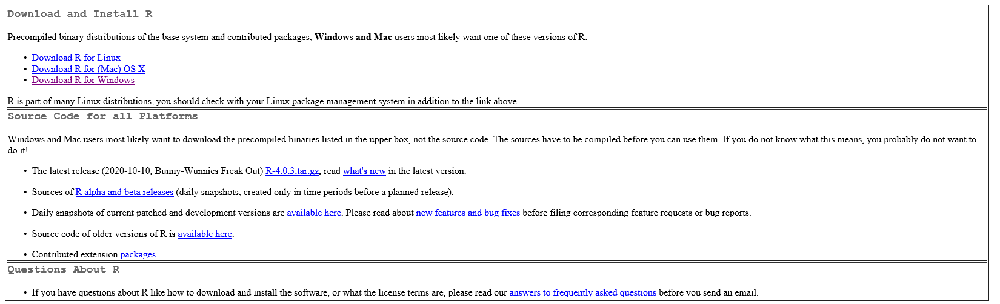 Download and Install R
Precompiled binary distributions of the base system and contributed packages, Windows and Mac users most likely want one of these versions of R:
• Download R for Linux
• Download R for (Mac) OS X
• Download R for Windows
R is part of many Linux distributions, you should check with your Linux package management system in addition to the link above.
Source Code for all Platforms
Windows and Mac users most likely want to download the precompiled binaries listed in the upper box, not the source code. The sources have to be compiled before you can use them. If you do not know what this means, you probably do not want to
do it!
• The latest release (2020-10-10, Bunny-Wunnies Freak Out) R-4.0.3.tar.gz, read what's new in the latest version.
• Sources of R alpha and beta releases (daily snapshots, created only in time periods before a planned release).
• Daily snapshots of current patched and development versions are available here. Please read about new features and bug fixes before filing corresponding feature requests or bug reports.
• Source code of older versions of R is available here.
• Contributed extension packages
Questions About R
• If you have questions about R like how to download and install the software, or what the license terms are, please read our answers to frequently asked questions before you send an email.